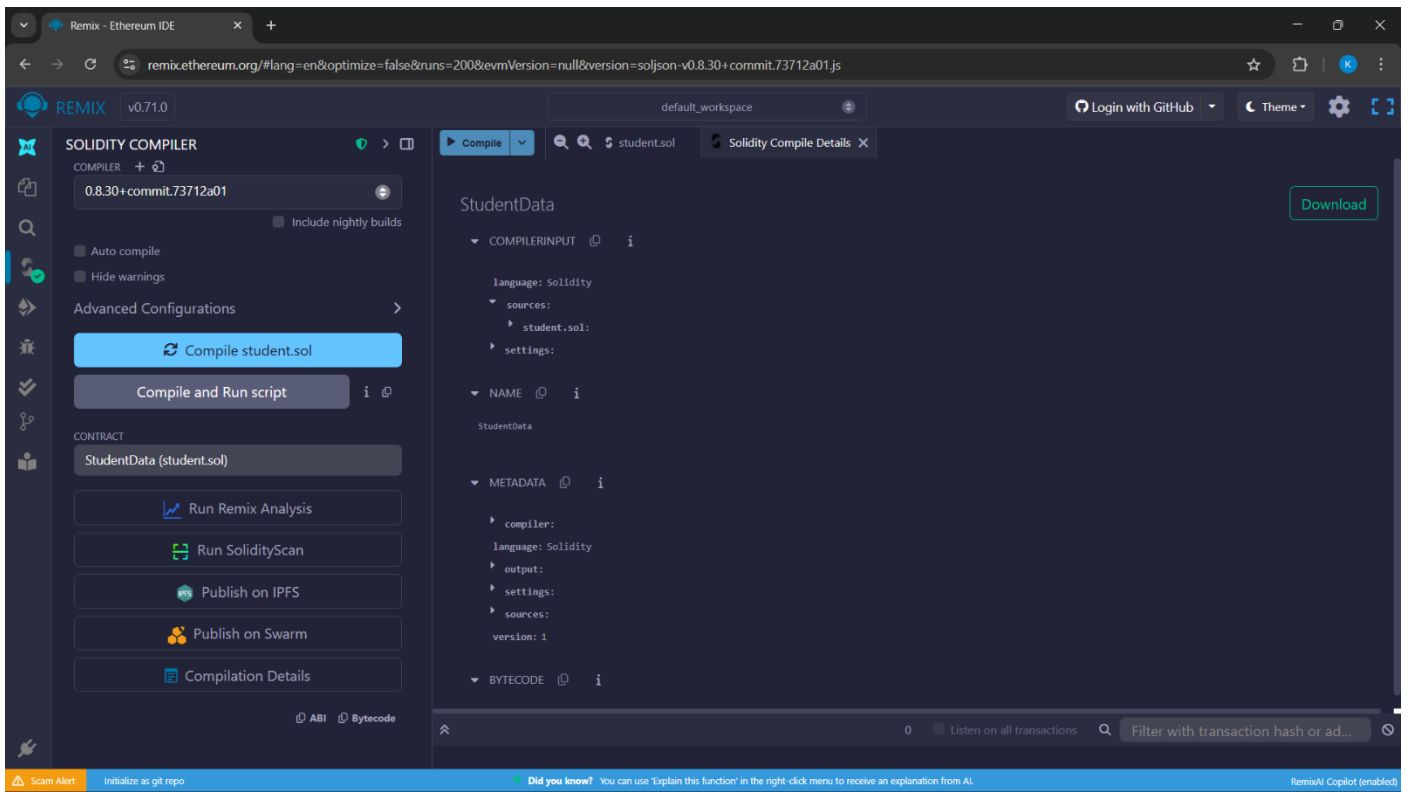 Remix - Ethereum IDE
remix.ethereum.org/#lang=en&optimize=false&runs=200&evmVersion=null&version=soljson-v0.8.30+commit.73712a01.js
K
REMIX v0.71.0 default_workspace Login with GitHub Theme
SOLIDITY COMPILER
COMPILER
0.8.30+commit.73712a01
Include nightly builds
Auto compile
Hide warnings
Advanced Configurations
Compile student.sol
Compile and Run script
CONTRACT
StudentData (student.sol)
Run Remix Analysis
Run SolidityScan
IPFS Publish on IPFS
Publish on Swarm
Compilation Details
ABI Bytecode
Compile student.sol Solidity Compile Details
StudentData Download
COMPILERINPUT
language: Solidity
sources:
student.sol:
settings:
NAME
StudentData
METADATA
compiler:
language: Solidity
output:
settings:
sources:
version: 1
BYTECODE
0 Listen on all transactions Filter with transaction hash or ad...
Scam Alert Initialize as git repo Did you know? You can use 'Explain this function' in the right-click menu to receive an explanation from AI. RemixAI Copilot (enabled)